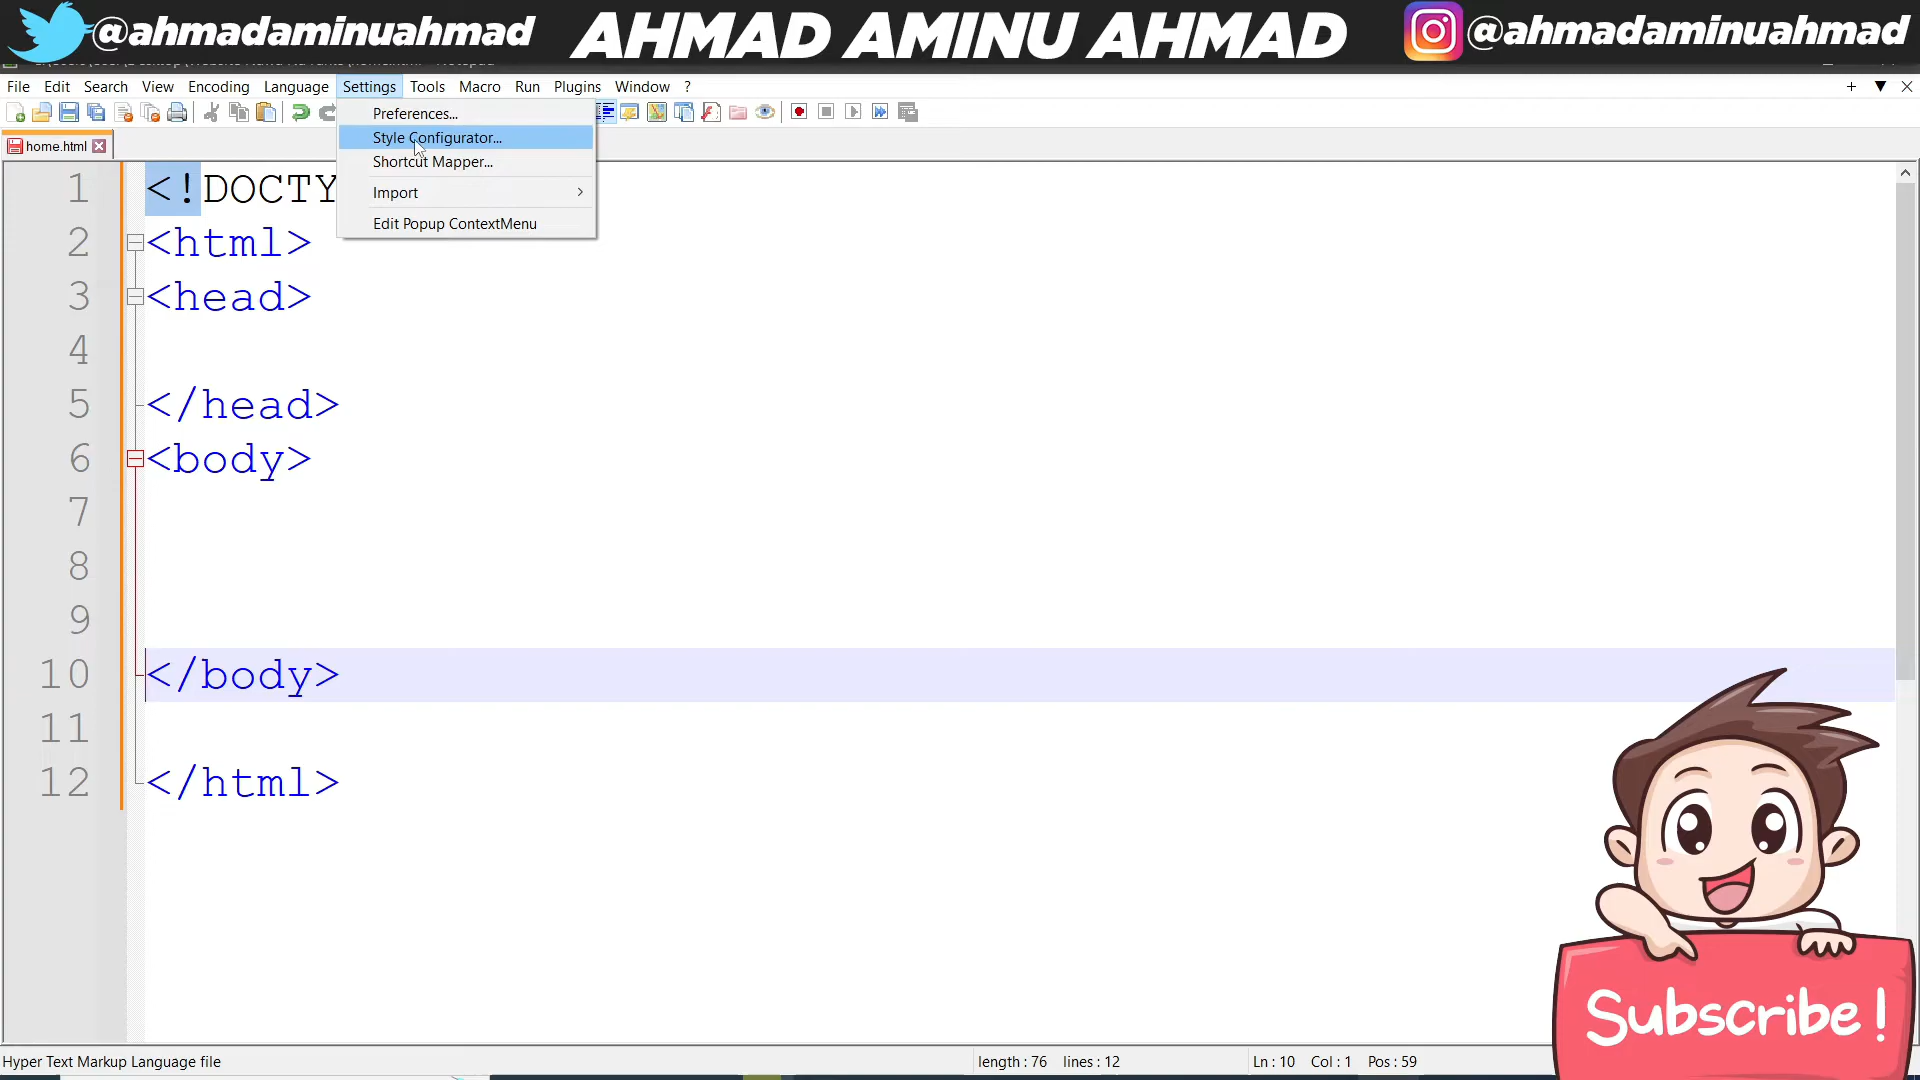 @ahmadaminuahmad AHMAD AMINU AHMAD @ahmadaminuahmad
File Edit Search View Encoding Language Settings Tools Macro Run Plugins Window ? + ▼ ×
Preferences...
Style Configurator...
Shortcut Mapper...
Import >
Edit Popup ContextMenu
home.html
1 <!DOCTY
2 <html>
3 <head>
4
5 </head>
6 <body>
7
8
9
10 </body>
11
12 </html>
Subscribe !
Hyper Text Markup Language file length : 76 lines : 12 Ln : 10 Col : 1 Pos : 59